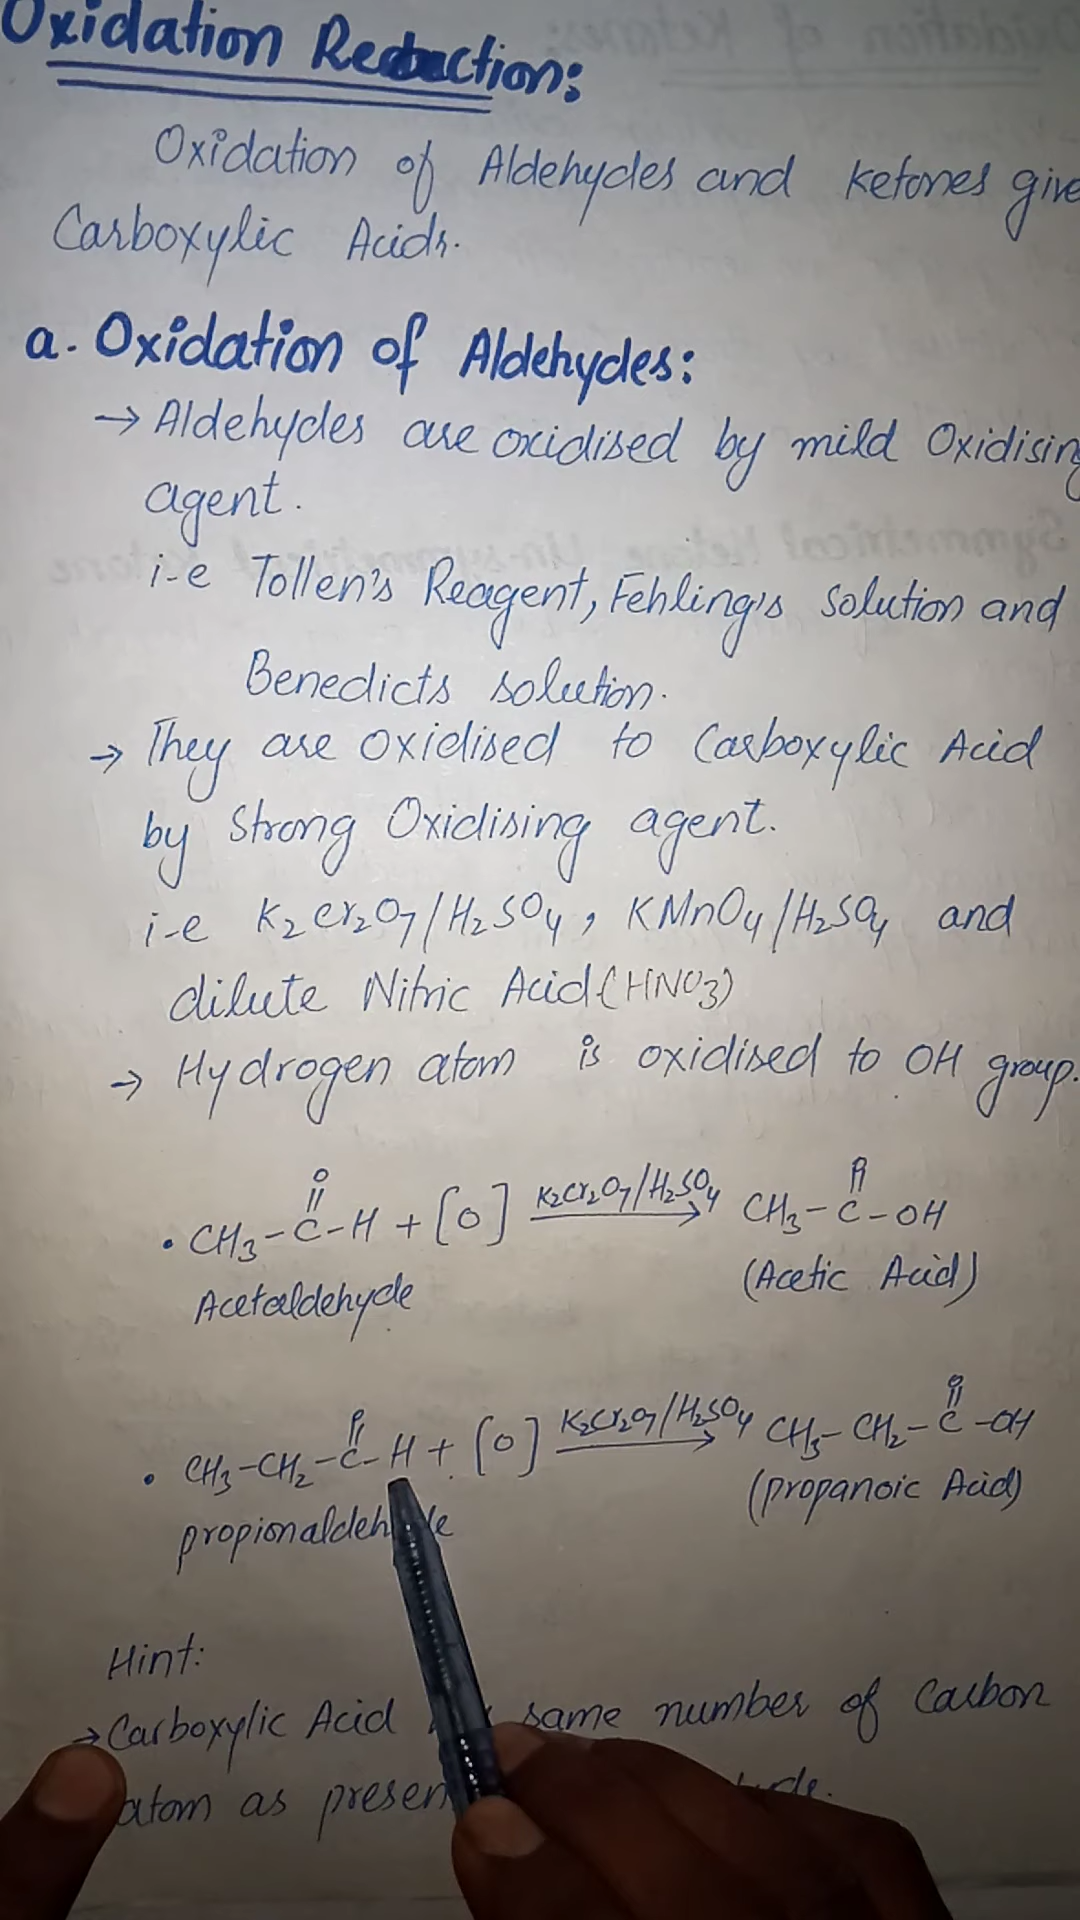 Oxidation Reaction:
Oxidation of Aldehydes and ketones give
Carboxylic Acids.
a. Oxidation of Aldehydes:
→ Aldehydes are oxidised by mild Oxidising
agent.
i-e Tollen's Reagent, Fehling's solution and
Benedicts solution.
→ They are oxidised to Carboxylic Acid
by Strong Oxidising agent.
i-e K2Cr2O7/H2SO4, KMnO4/H2SO4 and
dilute Nitric Acid (HNO3)
→ Hydrogen atom is oxidised to OH group.
O
K2Cr2O7/H2SO4
O
• CH3-C-H + [O] → CH3-C-OH
Acetaldehyde (Acetic Acid)
O
K2Cr2O7/H2SO4
O
• CH3-CH2-C-H + [O] → CH3-CH2-C-OH
(propanoic Acid)
Hint:
→ Carboxylic Acid same number of Carbon
atom as